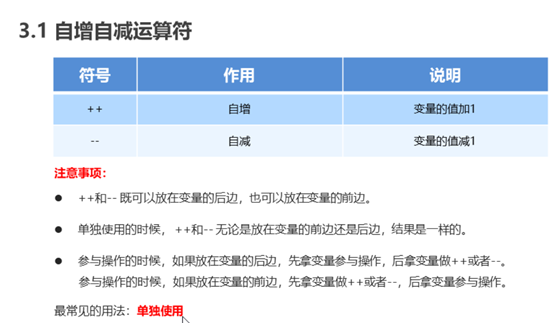 3.1 自增自减运算符
符号 作用 说明
++ 自增 变量的值加1
-- 自减 变量的值减1
注意事项：
● ++和-- 既可以放在变量的后边，也可以放在变量的前边。
● 单独使用的时候， ++和-- 无论是放在变量的前边还是后边，结果是一样的。
● 参与操作的时候，如果放在变量的后边，先拿变量参与操作，后拿变量做++或者--。
参与操作的时候，如果放在变量的前边，先拿变量做++或者--，后拿变量参与操作。
最常见的用法：单独使用